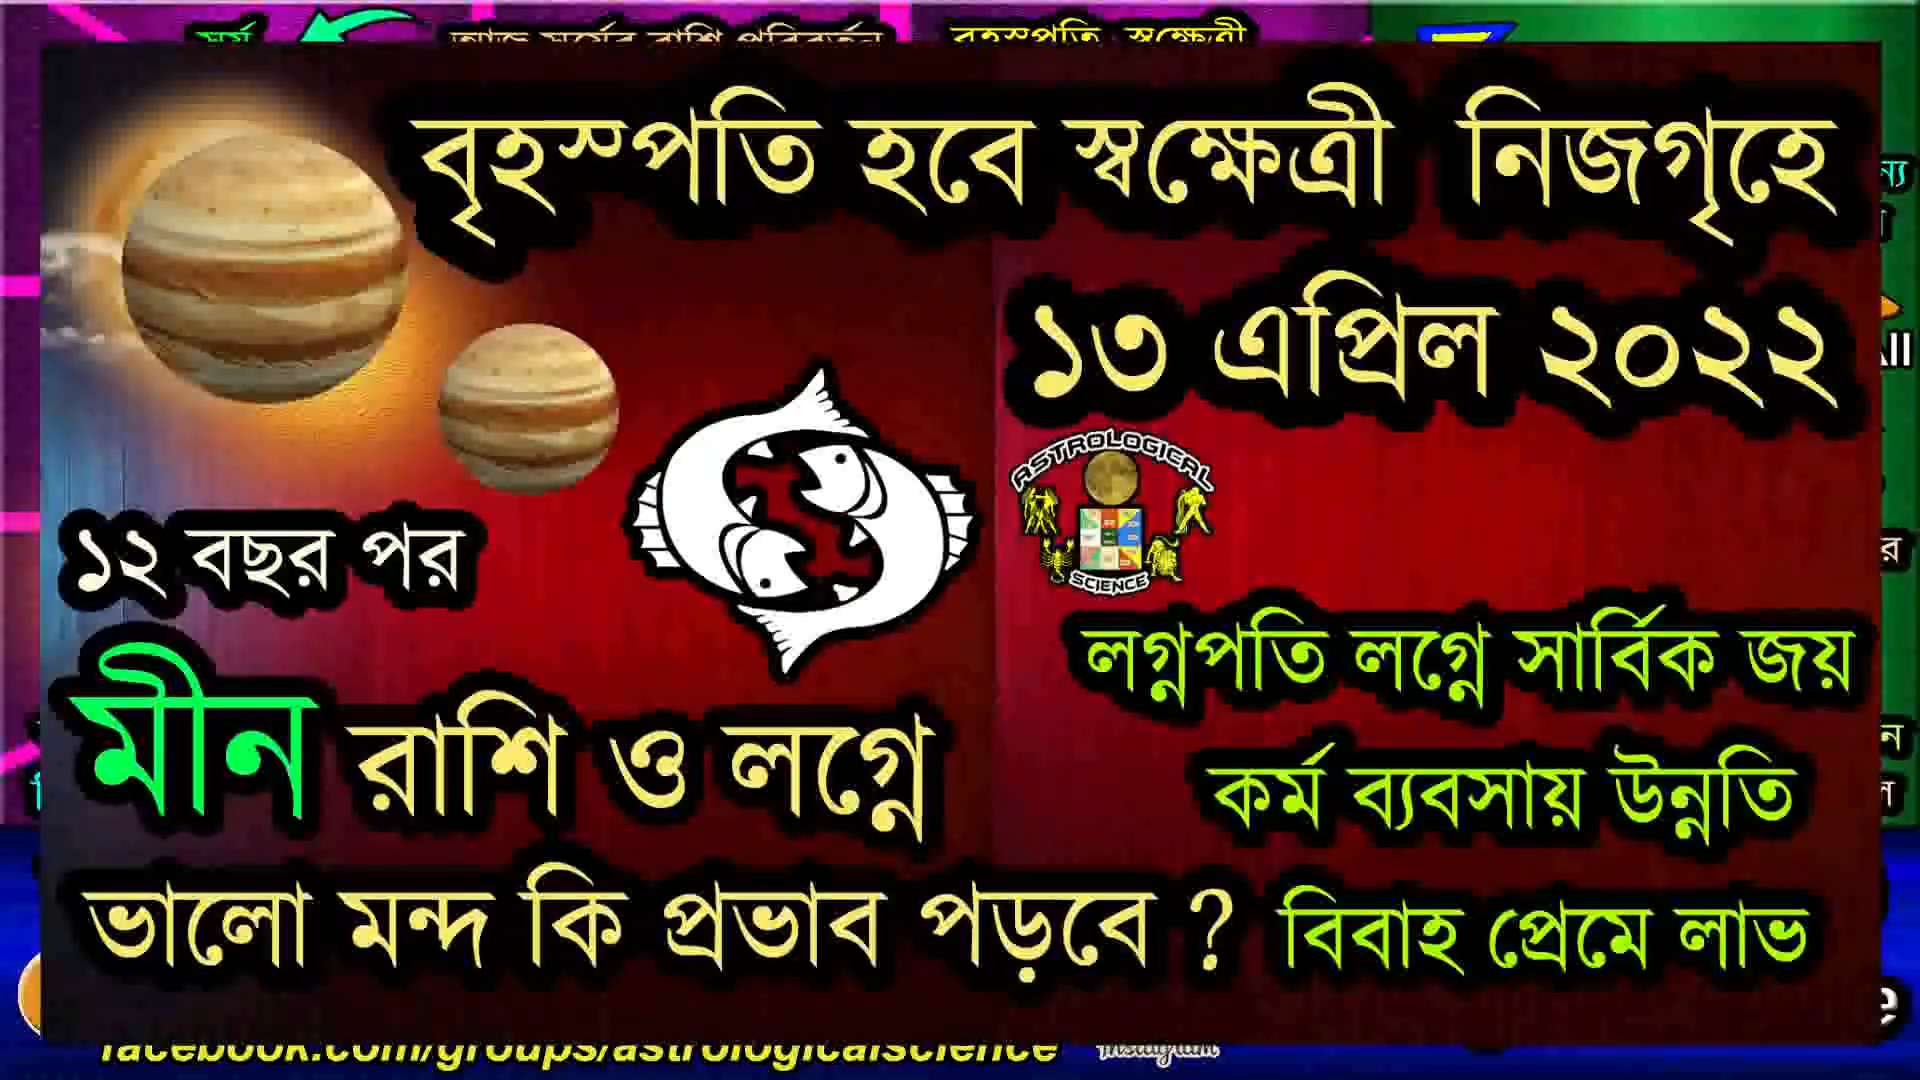 বৃহস্পতি হবে স্বক্ষেত্রী নিজগৃহে
১৩ এপ্রিল ২০২২
ASTROLOGICAL
SCIENCE
১২ বছর পর
মীন রাশি ও লগ্নে
ভালো মন্দ কি প্রভাব পড়বে ?
লগ্নপতি লগ্নে সার্বিক জয়
কর্ম ব্যবসায় উন্নতি
বিবাহ প্রেমে লাভ
facebook.com/groups/astrologicalscience
Instagram